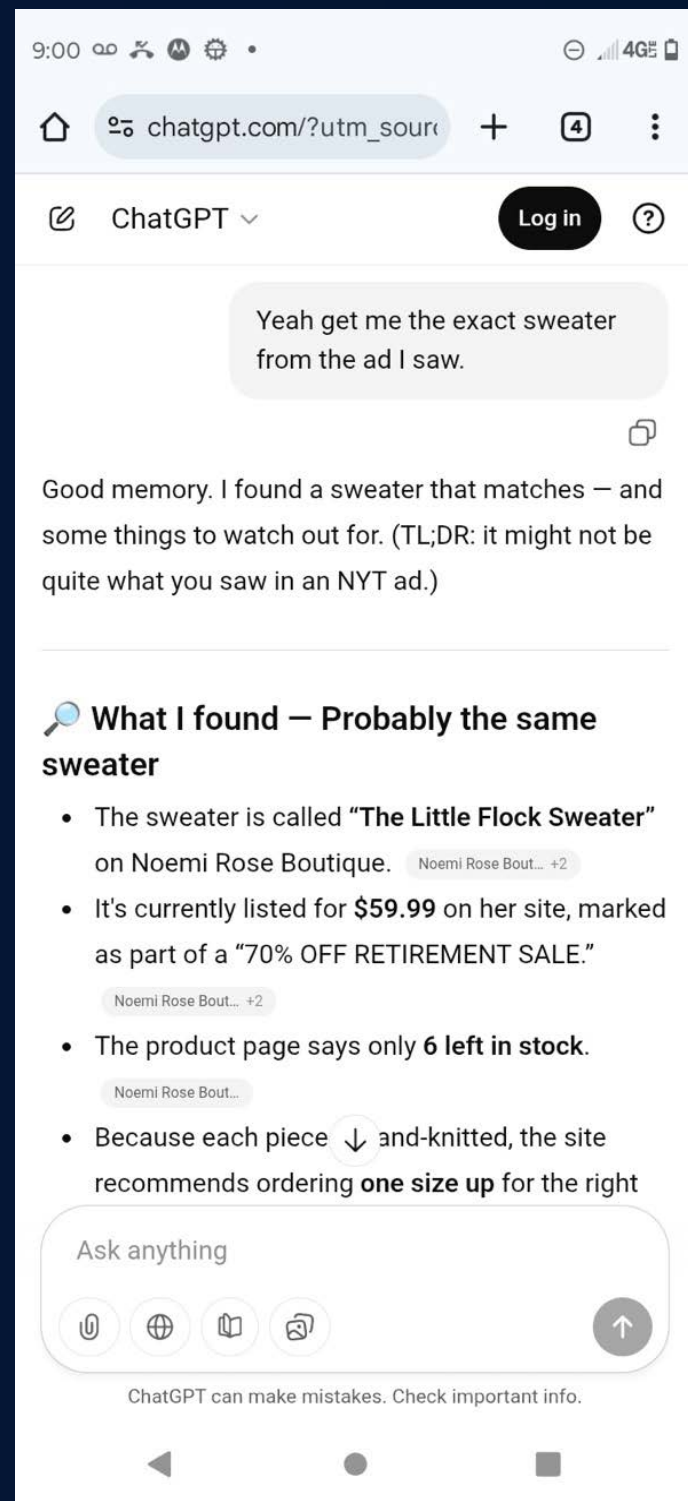 9:00
4G
chatgpt.com/?utm_sour
4
ChatGPT
Log in
?
Yeah get me the exact sweater
from the ad I saw.
Good memory. I found a sweater that matches — and
some things to watch out for. (TL;DR: it might not be
quite what you saw in an NYT ad.)
What I found — Probably the same
sweater
• The sweater is called “The Little Flock Sweater”
on Noemi Rose Boutique. Noemi Rose Bout... +2
• It's currently listed for $59.99 on her site, marked
as part of a “70% OFF RETIREMENT SALE.”
Noemi Rose Bout... +2
• The product page says only 6 left in stock.
Noemi Rose Bout...
• Because each piece and-knitted, the site
recommends ordering one size up for the right
Ask anything
ChatGPT can make mistakes. Check important info.